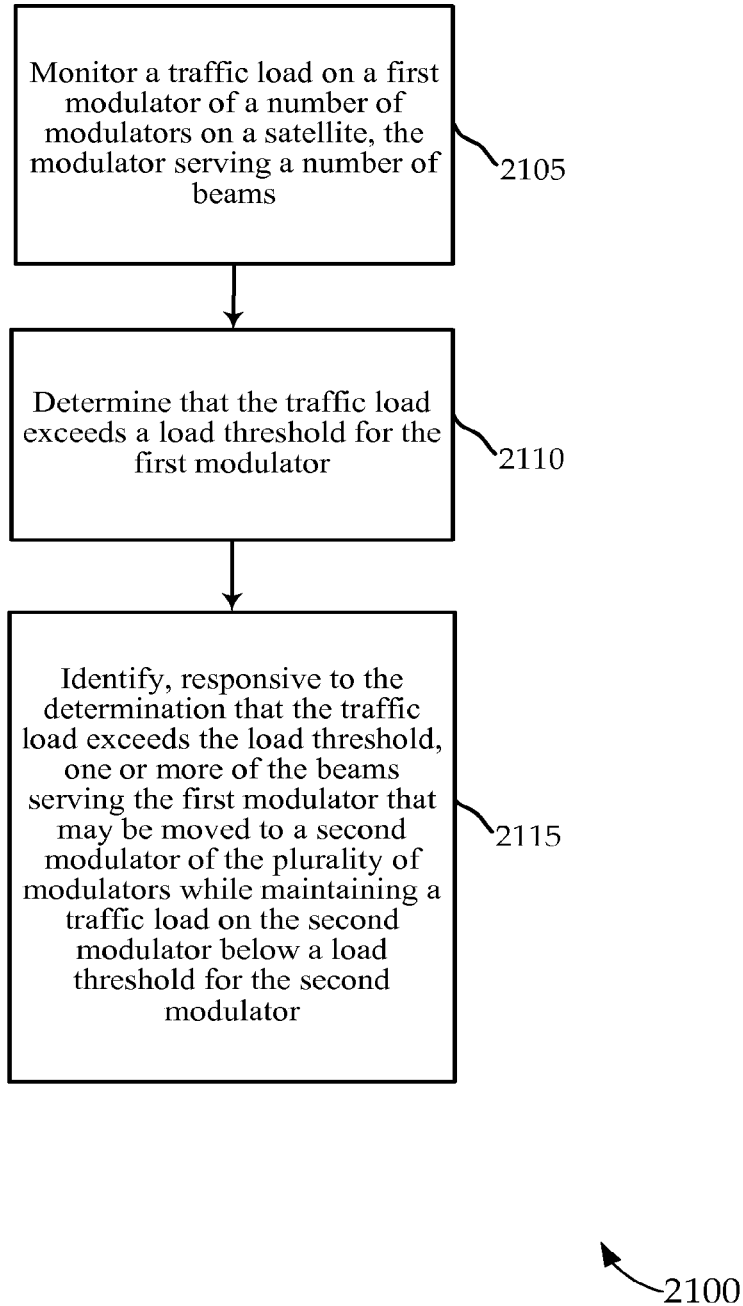 Monitor a traffic load on a first
modulator of a number of
modulators on a satellite, the
modulator serving a number of
beams
2105
Determine that the traffic load
exceeds a load threshold for the
first modulator
2110
Identify, responsive to the
determination that the traffic
load exceeds the load threshold,
one or more of the beams
serving the first modulator that
may be moved to a second
modulator of the plurality of
modulators while maintaining a
traffic load on the second
modulator below a load
threshold for the second
modulator
2115
2100